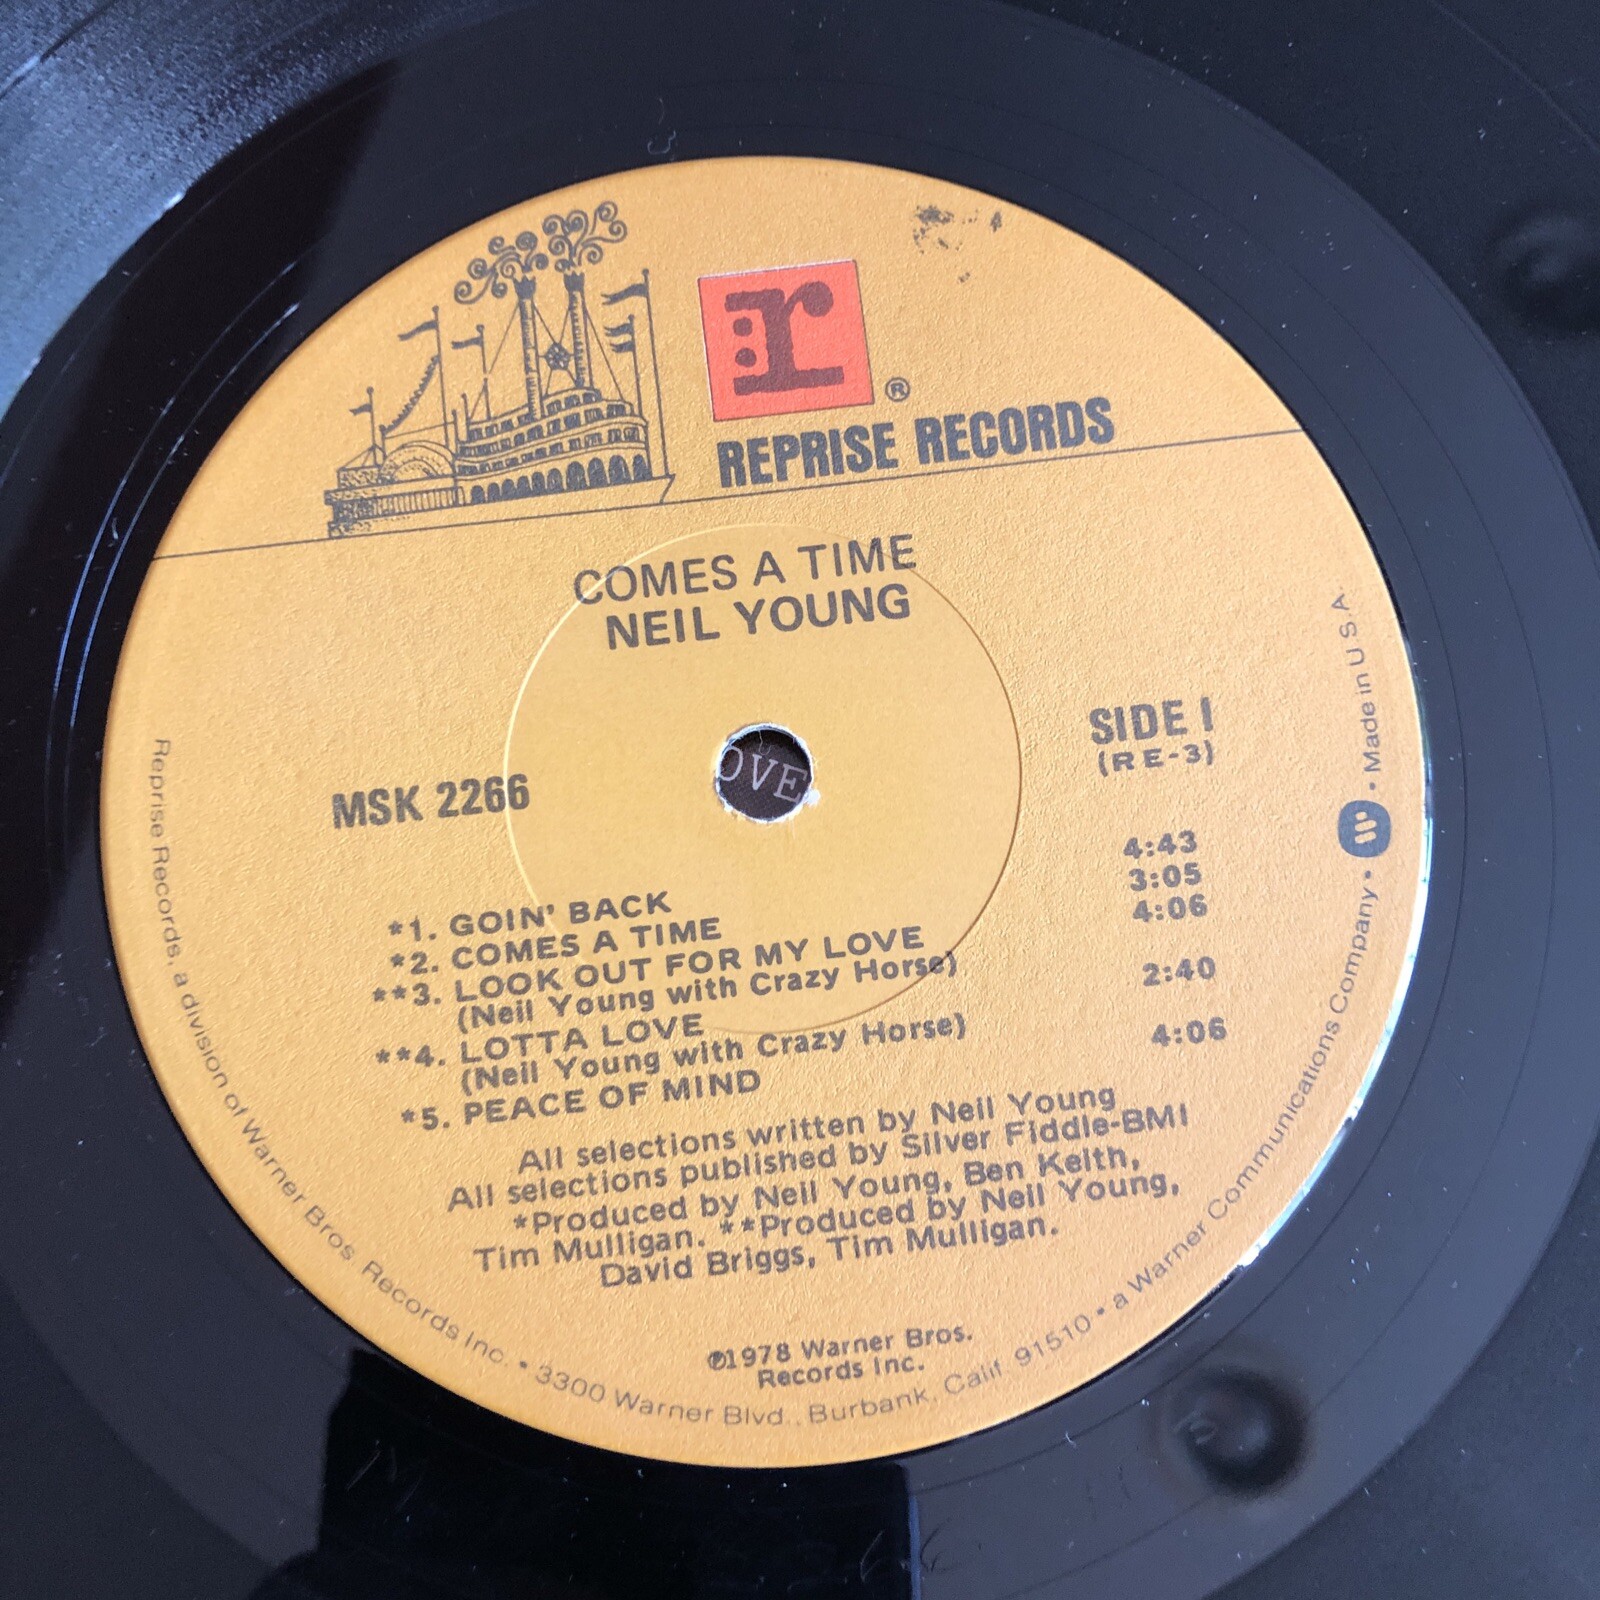 r
®
REPRISE RECORDS
COMES A TIME
NEIL YOUNG
SIDE I
(RE-3)
MSK 2266
OVE
*1. GOIN' BACK 4:43
*2. COMES A TIME 3:05
**3. LOOK OUT FOR MY LOVE 4:06
(Neil Young with Crazy Horse)
**4. LOTTA LOVE 2:40
(Neil Young with Crazy Horse)
*5. PEACE OF MIND 4:06
All selections written by Neil Young
All selections published by Silver Fiddle-BMI
*Produced by Neil Young, Ben Keith,
Tim Mulligan. **Produced by Neil Young,
David Briggs, Tim Mulligan.
℗1978 Warner Bros.
Records Inc.
Reprise Records, a division of Warner Bros. Records Inc. • 3300 Warner Blvd., Burbank, Calif. 91510 • a Warner Communications Company • W • Made in U.S.A.